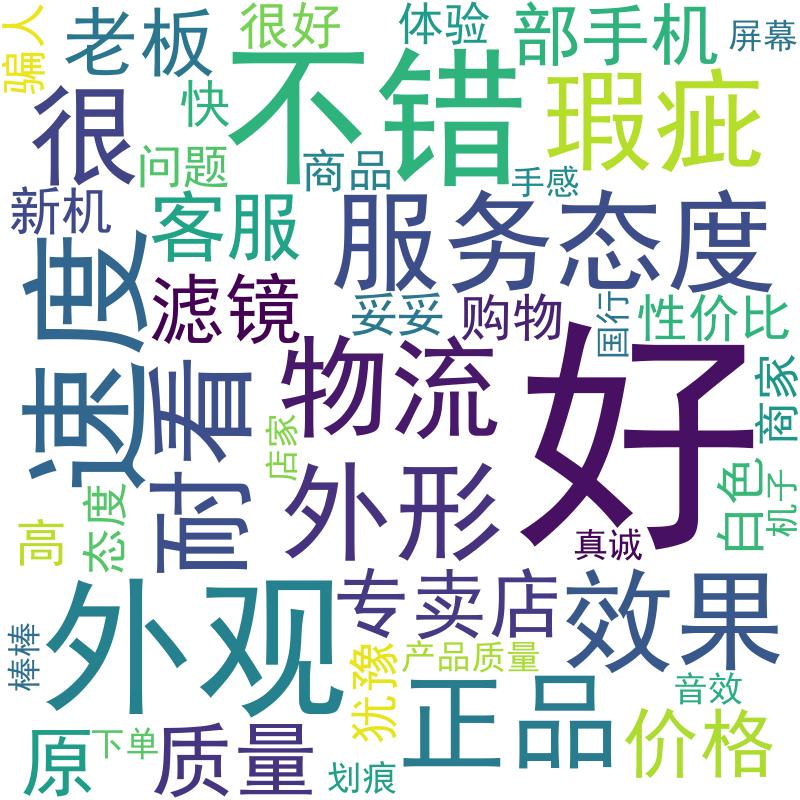 骗人
老板
很好
体验
部手机
屏幕
很
快
不错
瑕疵
问题
商品
手感
新机
客服
服务态度
速度
滤镜
妥妥
购物
国行
性价比
耐看
物流
好
商家
店家
外形
白色
机子
高
态度
真诚
外观
专卖店
效果
棒棒
犹豫
产品质量
正品
音效
原
下单
质量
划痕
价格